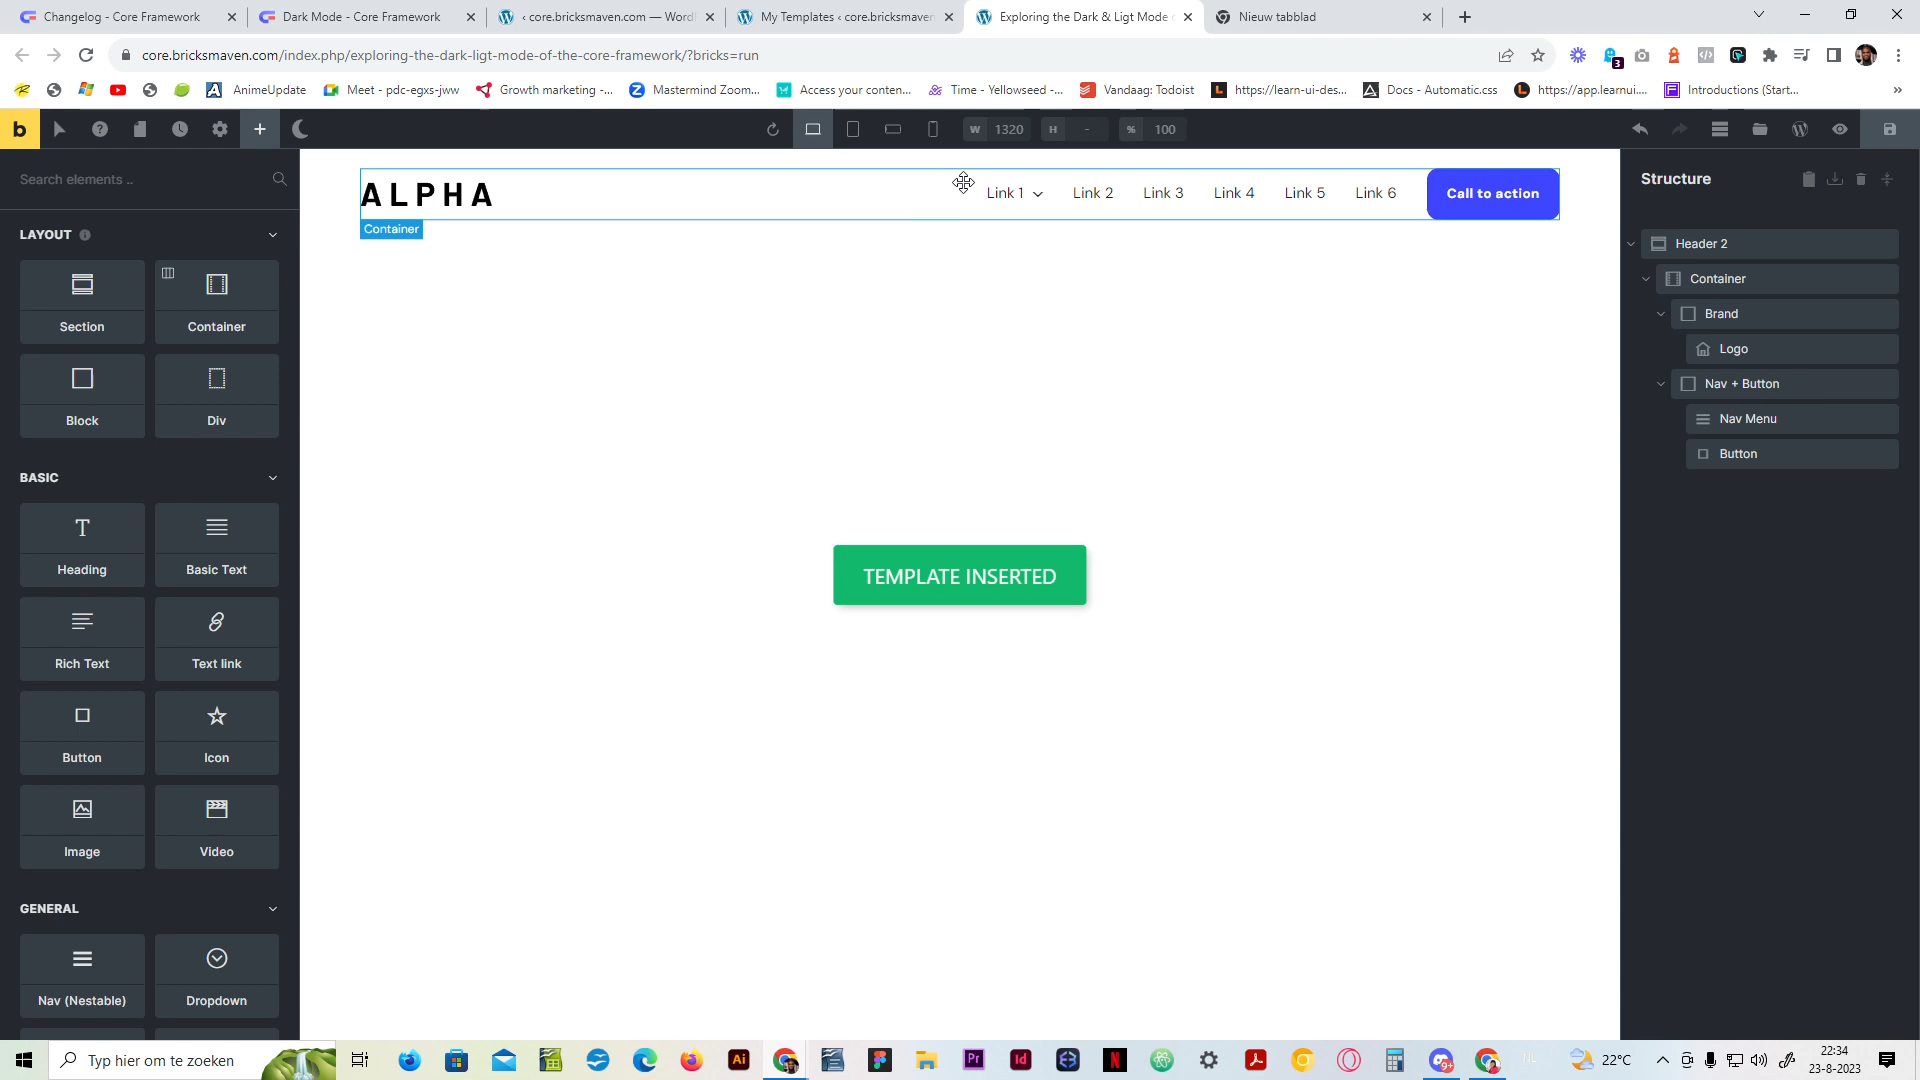 Changelog - Core Framework
Dark Mode - Core Framework
‹ core.bricksmaven.com — Word
My Templates ‹ core.bricksmaven
Exploring the Dark & Ligt Mode
Nieuw tabblad
core.bricksmaven.com/index.php/exploring-the-dark-ligt-mode-of-the-core-framework/?bricks=run
3
AnimeUpdate
Meet - pdc-egxs-jww
Growth marketing -...
Mastermind Zoom...
Access your conten...
Time - Yellowseed -...
Vandaag: Todoist
https://learn-ui-des...
Docs - Automatic.css
https://app.learnui....
Introductions (Start...
»
b
W 1320
H -
% 100
Search elements ..
LAYOUT
Section
Container
Block
Div
BASIC
Heading
Basic Text
Rich Text
Text link
Button
Icon
Image
Video
GENERAL
Nav (Nestable)
Dropdown
ALPHA
Link 1
Link 2
Link 3
Link 4
Link 5
Link 6
Call to action
Container
TEMPLATE INSERTED
Structure
Header 2
Container
Brand
Logo
Nav + Button
Nav Menu
Button
Typ hier om te zoeken
Ai
Pr
Id
N
9+
22°C
22:34
23-8-2023